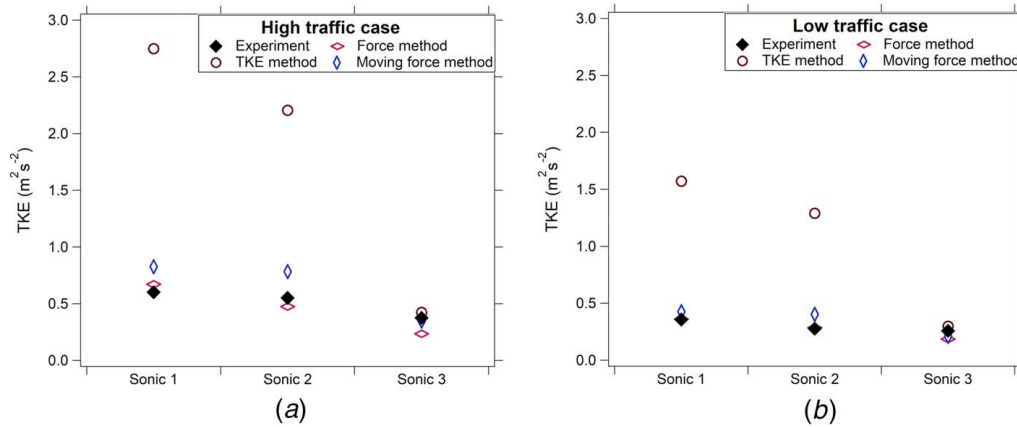 High traffic case
Experiment Force method
TKE method Moving force method
3.0
2.5
2.0
1.5
1.0
0.5
0.0
TKE (m² s⁻²)
Sonic 1 Sonic 2 Sonic 3
(a)
Low traffic case
Experiment Force method
TKE method Moving force method
3.0
2.5
2.0
1.5
1.0
0.5
0.0
TKE (m² s⁻²)
Sonic 1 Sonic 2 Sonic 3
(b)